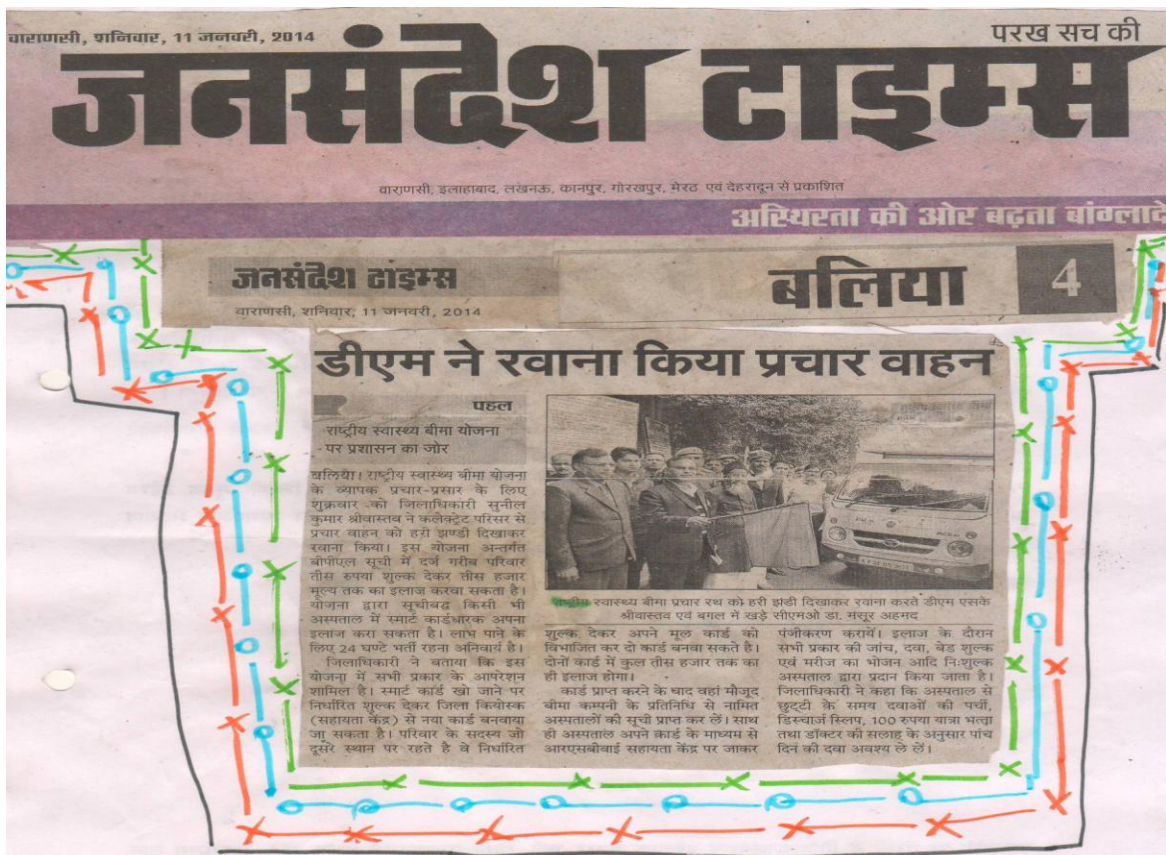 वाराणसी, शनिवार, 11 जनवरी, 2014
परख सच की
जनसंदेश टाइम्स
वाराणसी, इलाहाबाद, लखनऊ, कानपुर, गोरखपुर, मेरठ एवं देहरादून से प्रकाशित
अस्थिरता की ओर बढ़ता बांग्लादे
जनसंदेश टाइम्स
वाराणसी, शनिवार, 11 जनवरी, 2014
बलिया
4
डीएम ने रवाना किया प्रचार वाहन
पहल
राष्ट्रीय स्वास्थ्य बीमा योजना
पर प्रशासन का जोर
बलिया। राष्ट्रीय स्वास्थ्य बीमा योजना
के व्यापक प्रचार-प्रसार के लिए
शुक्रवार को जिलाधिकारी सुनील
कुमार श्रीवास्तव ने कलेक्ट्रेट परिसर से
प्रचार वाहन को हरी झण्डी दिखाकर
रवाना किया। इस योजना अन्तर्गत
बीपीएल सूची में दर्ज गरीब परिवार
तीस रुपया शुल्क देकर तीस हजार
मूल्य तक का इलाज करवा सकता है।
योजना द्वारा सूचीबद्ध किसी भी
अस्पताल में स्मार्ट कार्डधारक अपना
इलाज करा सकता है। लाभ पाने के
लिए 24 घण्टे भर्ती रहना अनिवार्य है।
जिलाधिकारी ने बताया कि इस
योजना में सभी प्रकार के आपरेशन
शामिल है। स्मार्ट कार्ड खो जाने पर
निर्धारित शुल्क देकर जिला कियोस्क
(सहायता केंद्र) से नया कार्ड बनवाया
जा सकता है। परिवार के सदस्य जो
दूसरे स्थान पर रहते है वे निर्धारित
राष्ट्रीय स्वास्थ्य बीमा प्रचार रथ को हरी झंडी दिखाकर रवाना करते डीएम एसके
श्रीवास्तव एवं बगल में खड़े सीएमओ डा. मंसूर अहमद
शुल्क देकर अपने मूल कार्ड को
विभाजित कर दो कार्ड बनवा सकते है।
दोनों कार्ड में कुल तीस हजार तक का
ही इलाज होगा।
कार्ड प्राप्त करने के बाद वहां मौजूद
बीमा कम्पनी के प्रतिनिधि से नामित
अस्पतालों की सूची प्राप्त कर लें। साथ
ही अस्पताल अपने कार्ड के माध्यम से
आरएसबीवाई सहायता केंद्र पर जाकर
पंजीकरण करायें। इलाज के दौरान
सभी प्रकार की जांच, दवा, बेड शुल्क
एवं मरीज का भोजन आदि निःशुल्क
अस्पताल द्वारा प्रदान किया जाता है।
जिलाधिकारी ने कहा कि अस्पताल से
छुट्टी के समय दवाओं की पर्ची,
डिस्चार्ज स्लिप, 100 रुपया यात्रा भत्ता
तथा डॉक्टर की सलाह के अनुसार पांच
दिन की दवा अवश्य ले लें।